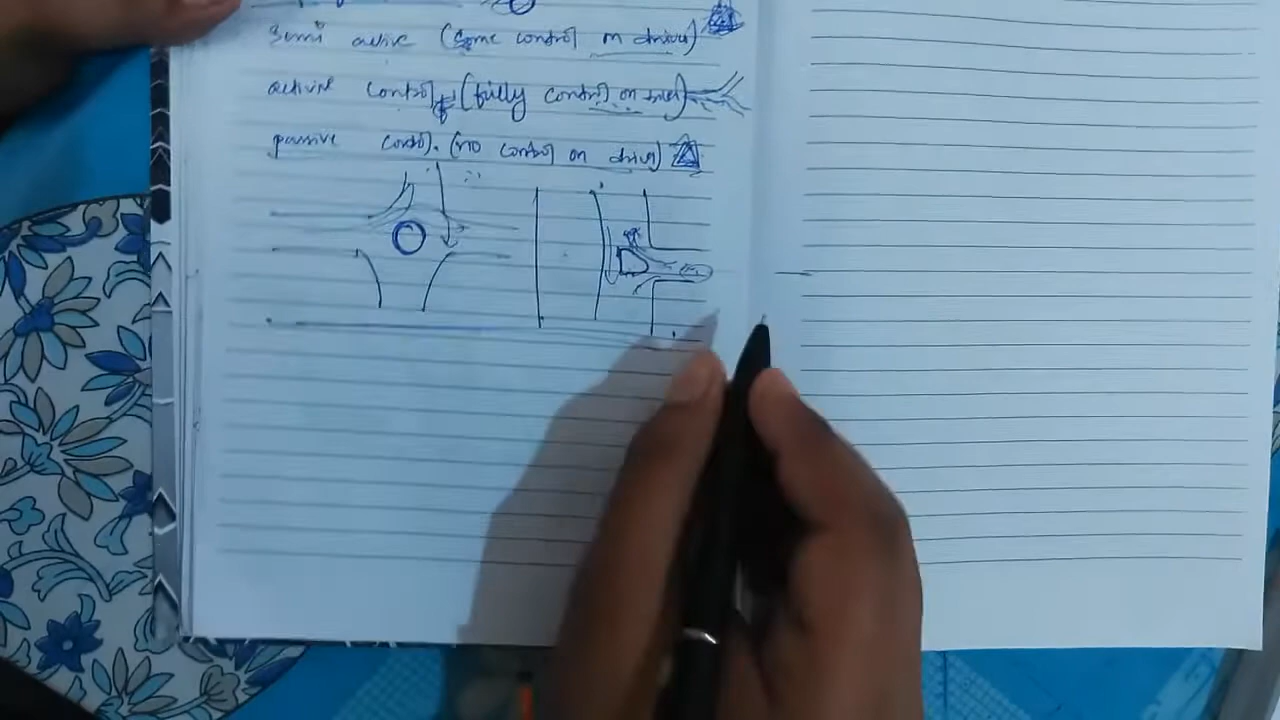 semi active (some control on driver)
active control (fully control on driver)
passive control. (no control on driver)